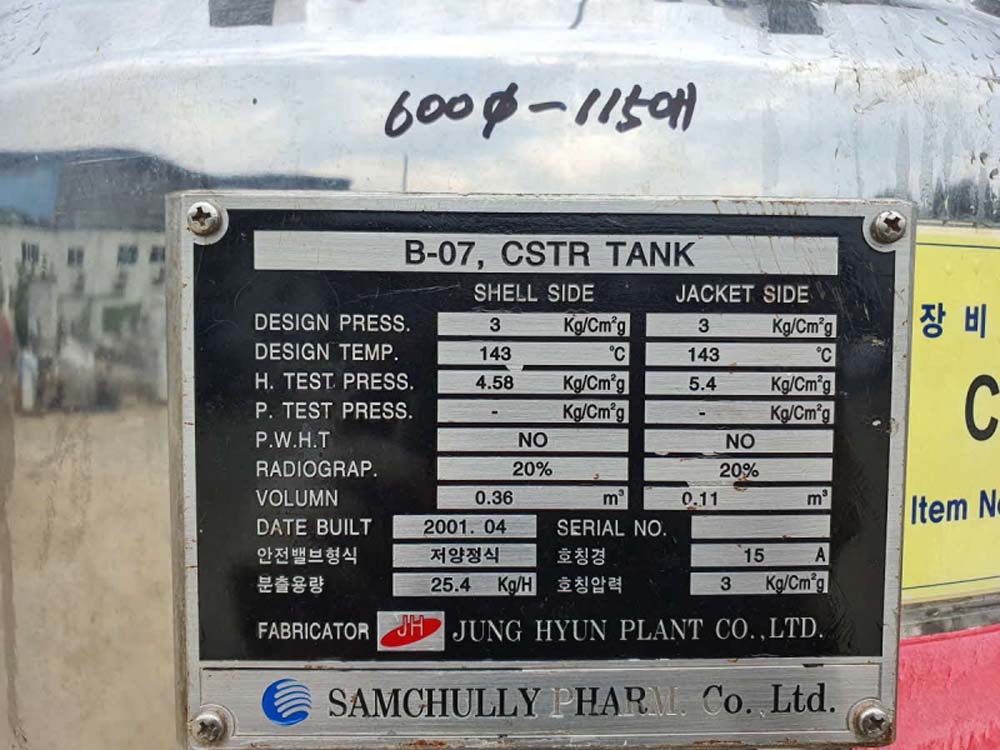 600φ-115애
B-07, CSTR TANK
SHELL SIDE JACKET SIDE
DESIGN PRESS. 3 Kg/Cm²g 3 Kg/Cm²g
DESIGN TEMP. 143 °C 143 °C
H. TEST PRESS. 4.58 Kg/Cm²g 5.4 Kg/Cm²g
P. TEST PRESS. - Kg/Cm²g - Kg/Cm²g
P.W.H.T NO NO
RADIOGRAP. 20% 20%
VOLUMN 0.36 m³ 0.11 m³
DATE BUILT 2001. 04 SERIAL NO.
안전밸브형식 저양정식 호칭경 15 A
분출용량 25.4 Kg/H 호칭압력 3 Kg/Cm²g
FABRICATOR JH JUNG HYUN PLANT CO.,LTD.
SAMCHULLY PHARM. Co. Ltd.
장 비
C
Item